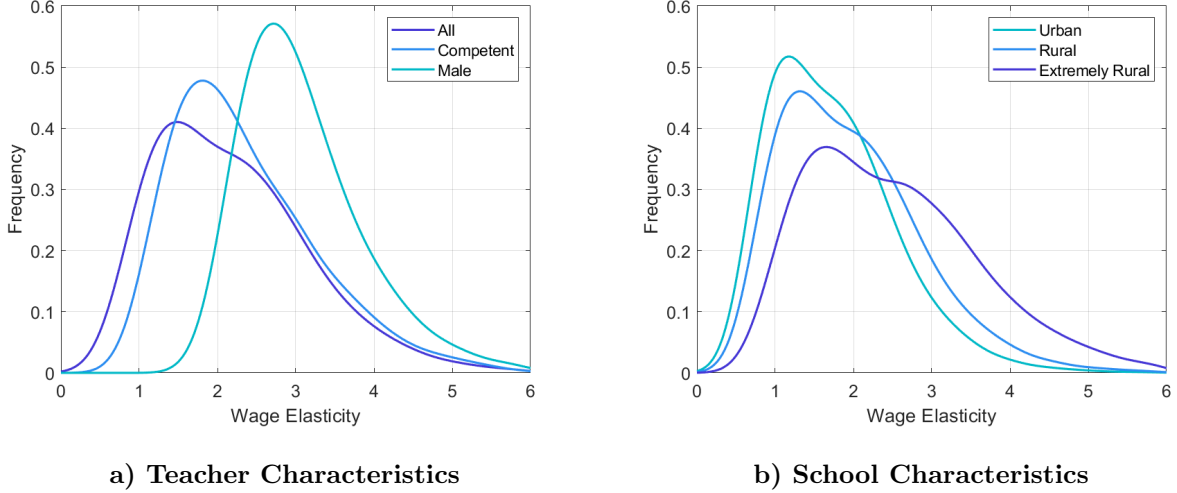 0.6
0.5
0.4
0.3
0.2
0.1
0
Frequency
All
Competent
Male
0 1 2 3 4 5 6
Wage Elasticity
a) Teacher Characteristics
0.6
0.5
0.4
0.3
0.2
0.1
0
Frequency
Urban
Rural
Extremely Rural
0 1 2 3 4 5 6
Wage Elasticity
b) School Characteristics